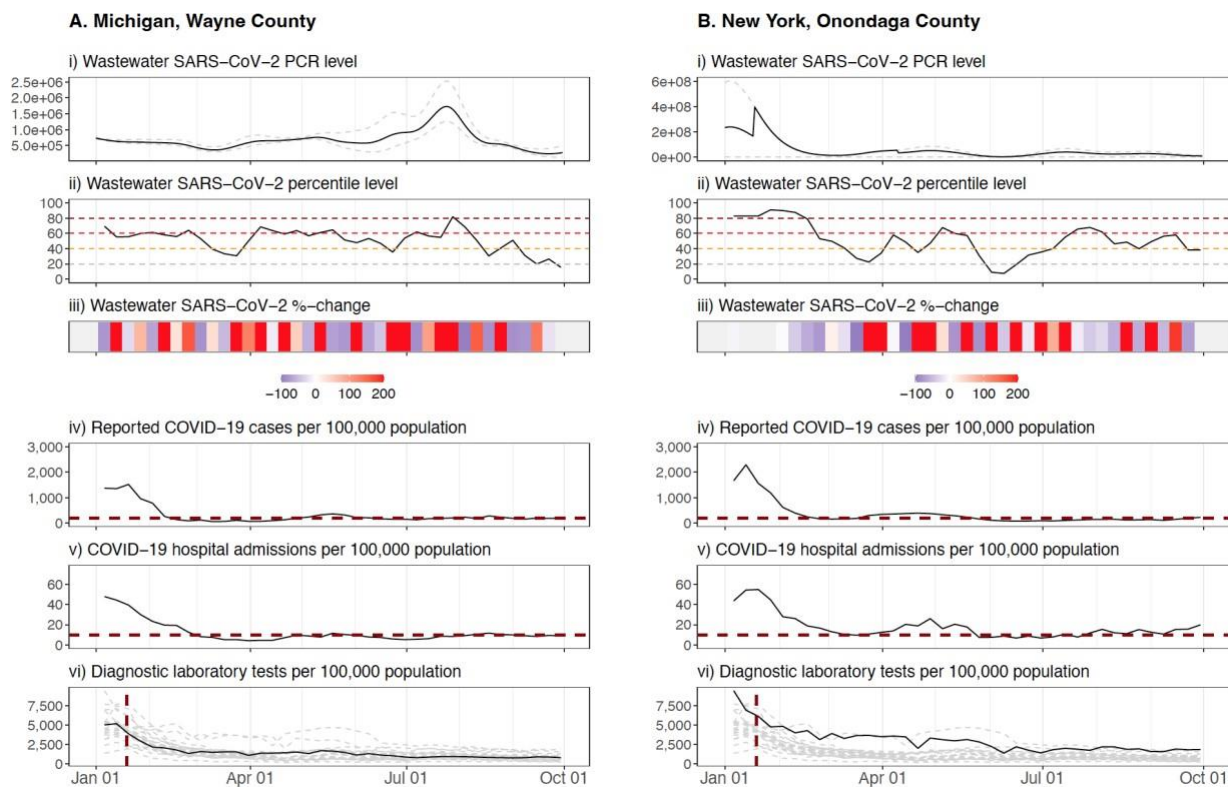 A. Michigan, Wayne County
i) Wastewater SARS−CoV−2 PCR level
2.5e+06
2.0e+06
1.5e+06
1.0e+06
5.0e+05
ii) Wastewater SARS−CoV−2 percentile level
100
80
60
40
20
0
iii) Wastewater SARS−CoV−2 %−change
−100 0 100 200
iv) Reported COVID−19 cases per 100,000 population
3,000
2,000
1,000
0
v) COVID−19 hospital admissions per 100,000 population
60
40
20
0
vi) Diagnostic laboratory tests per 100,000 population
7,500
5,000
2,500
0
Jan 01 Apr 01 Jul 01 Oct 01
B. New York, Onondaga County
i) Wastewater SARS−CoV−2 PCR level
6e+08
4e+08
2e+08
0e+00
ii) Wastewater SARS−CoV−2 percentile level
100
80
60
40
20
0
iii) Wastewater SARS−CoV−2 %−change
−100 0 100 200
iv) Reported COVID−19 cases per 100,000 population
3,000
2,000
1,000
0
v) COVID−19 hospital admissions per 100,000 population
60
40
20
0
vi) Diagnostic laboratory tests per 100,000 population
7,500
5,000
2,500
0
Jan 01 Apr 01 Jul 01 Oct 01